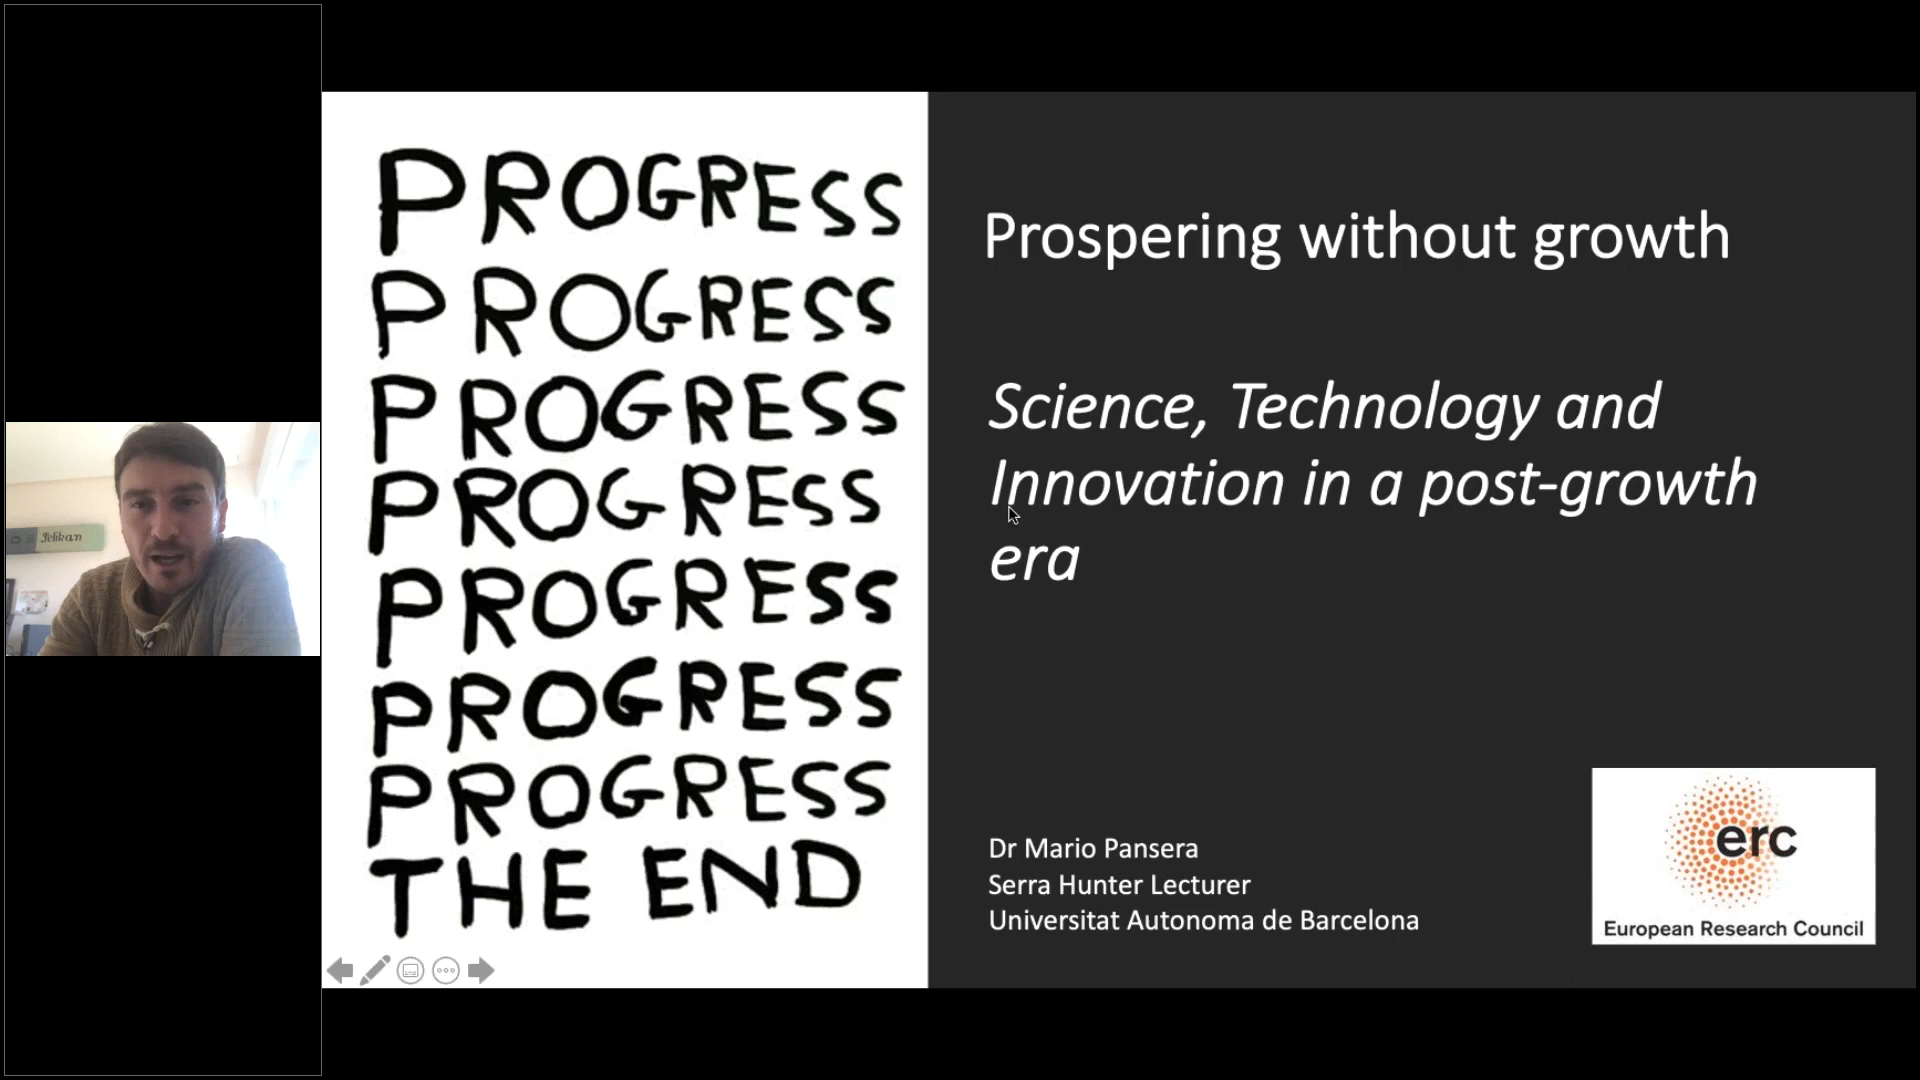 Pelikan
PROGRESS
PROGRESS
PROGRESS
PROGRESS
PROGRESS
PROGRESS
PROGRESS
THE END
Prospering without growth
Science, Technology and
Innovation in a post-growth
era
Dr Mario Pansera
Serra Hunter Lecturer
Universitat Autonoma de Barcelona
erc
European Research Council